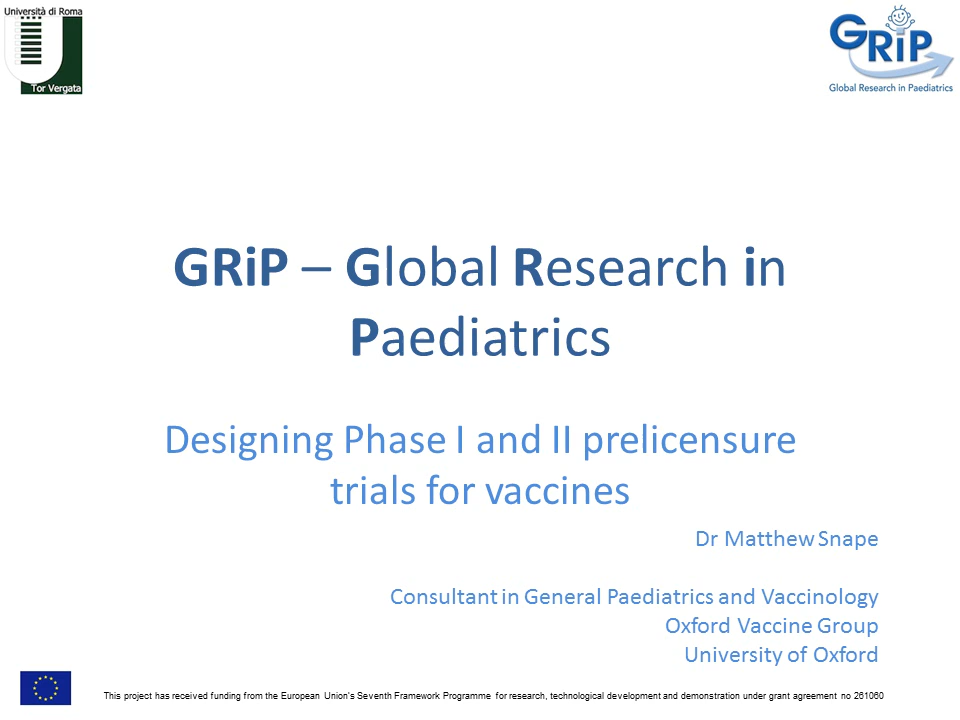 Università di Roma
Tor Vergata
GRiP
Global Research in Paediatrics
GRiP – Global Research in
Paediatrics
Designing Phase I and II prelicensure
trials for vaccines
Dr Matthew Snape
Consultant in General Paediatrics and Vaccinology
Oxford Vaccine Group
University of Oxford
This project has received funding from the European Union's Seventh Framework Programme for research, technological development and demonstration under grant agreement no 261060